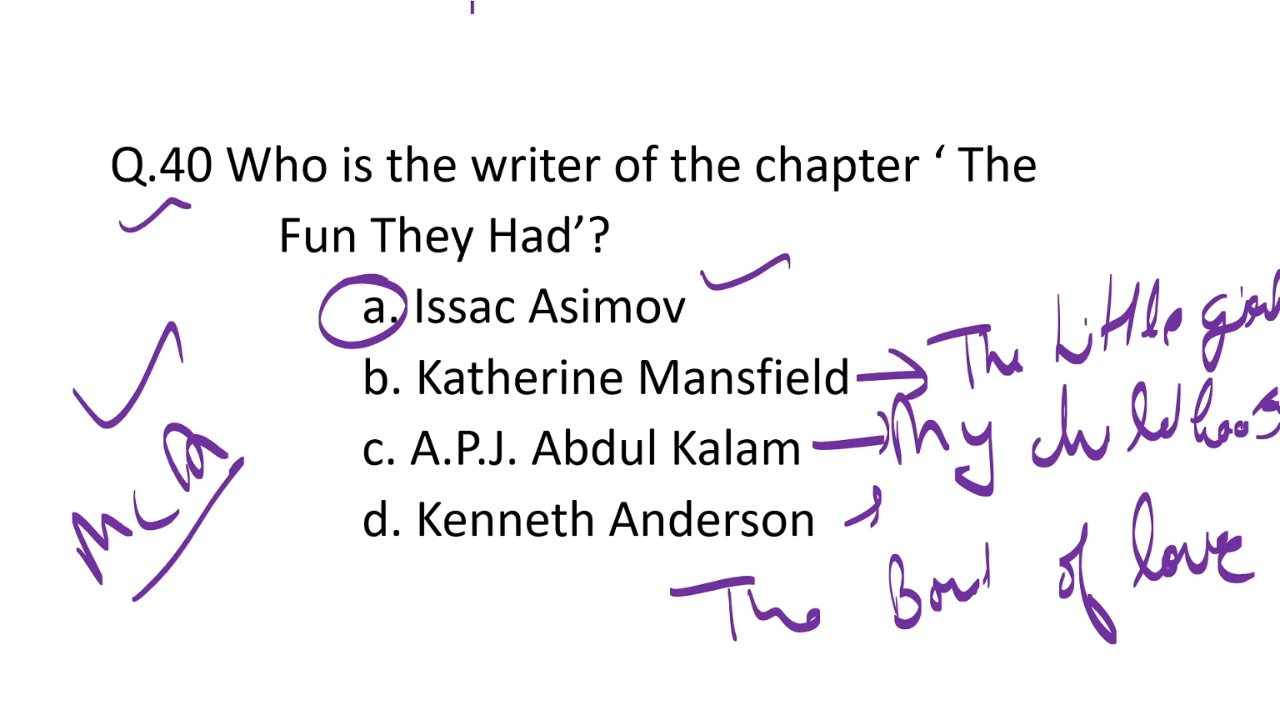 Q.40 Who is the writer of the chapter ‘ The
Fun They Had’?
a. Issac Asimov
b. Katherine Mansfield → The Little girl
c. A.P.J. Abdul Kalam → My childhood
d. Kenneth Anderson
The Bond of love
MCQ